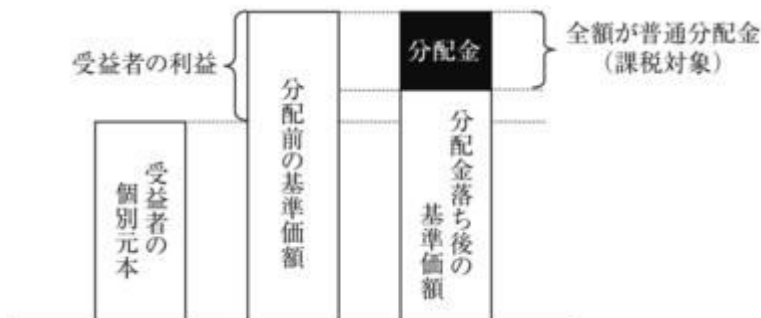 受益者の利益
分配金
全額が普通分配金
（課税対象）
受益者の
個別元本
分配前の基準価額
分配金落ち後の
基準価額